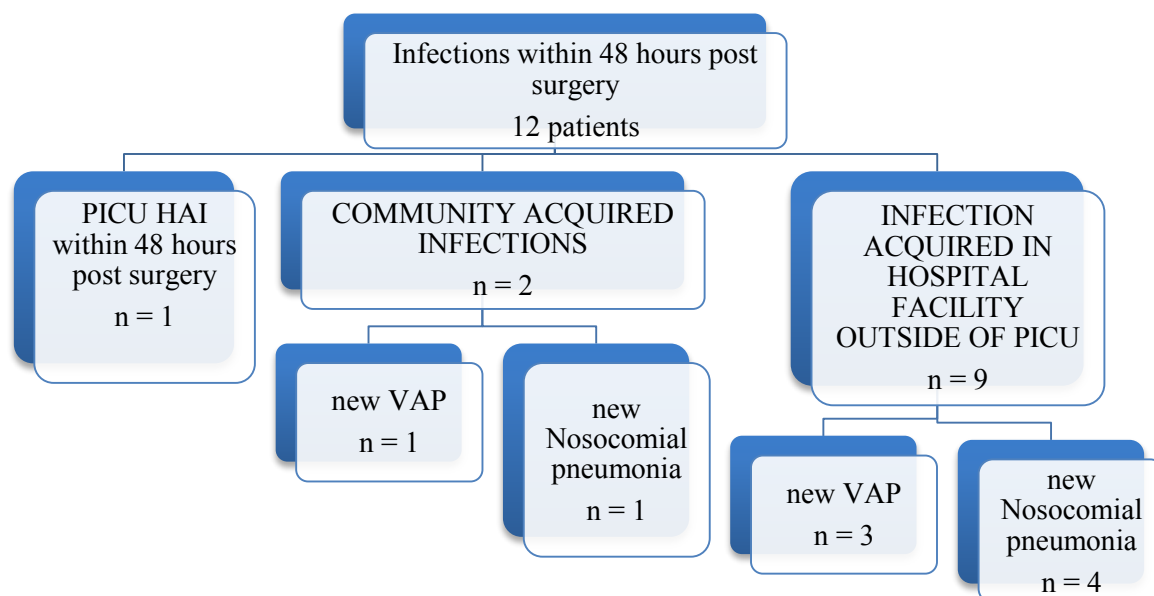 Infections within 48 hours post
surgery
12 patients
PICU HAI
within 48 hours
post surgery
n = 1
COMMUNITY ACQUIRED
INFECTIONS
n = 2
INFECTION
ACQUIRED IN
HOSPITAL
FACILITY
OUTSIDE OF PICU
n = 9
new VAP
n = 1
new
Nosocomial
pneumonia
n = 1
new VAP
n = 3
new
Nosocomial
pneumonia
n = 4